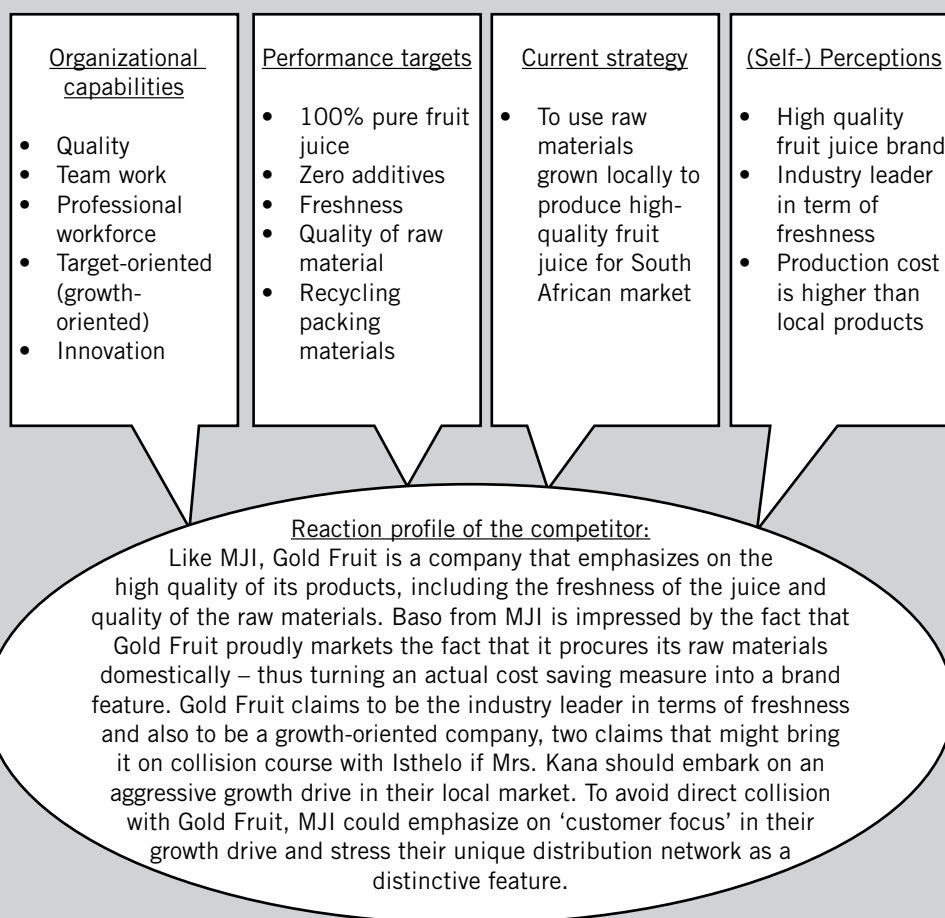 Organizational
capabilities
• Quality
• Team work
• Professional
workforce
• Target-oriented
(growth-
oriented)
• Innovation
Performance targets
• 100% pure fruit
juice
• Zero additives
• Freshness
• Quality of raw
material
• Recycling
packing
materials
Current strategy
• To use raw
materials
grown locally to
produce high-
quality fruit
juice for South
African market
(Self-) Perceptions
• High quality
fruit juice brand
• Industry leader
in term of
freshness
• Production cost
is higher than
local products
Reaction profile of the competitor:
Like MJI, Gold Fruit is a company that emphasizes on the
high quality of its products, including the freshness of the juice and
quality of the raw materials. Baso from MJI is impressed by the fact that
Gold Fruit proudly markets the fact that it procures its raw materials
domestically – thus turning an actual cost saving measure into a brand
feature. Gold Fruit claims to be the industry leader in terms of freshness
and also to be a growth-oriented company, two claims that might bring
it on collision course with Isthelo if Mrs. Kana should embark on an
aggressive growth drive in their local market. To avoid direct collision
with Gold Fruit, MJI could emphasize on ‘customer focus’ in their
growth drive and stress their unique distribution network as a
distinctive feature.